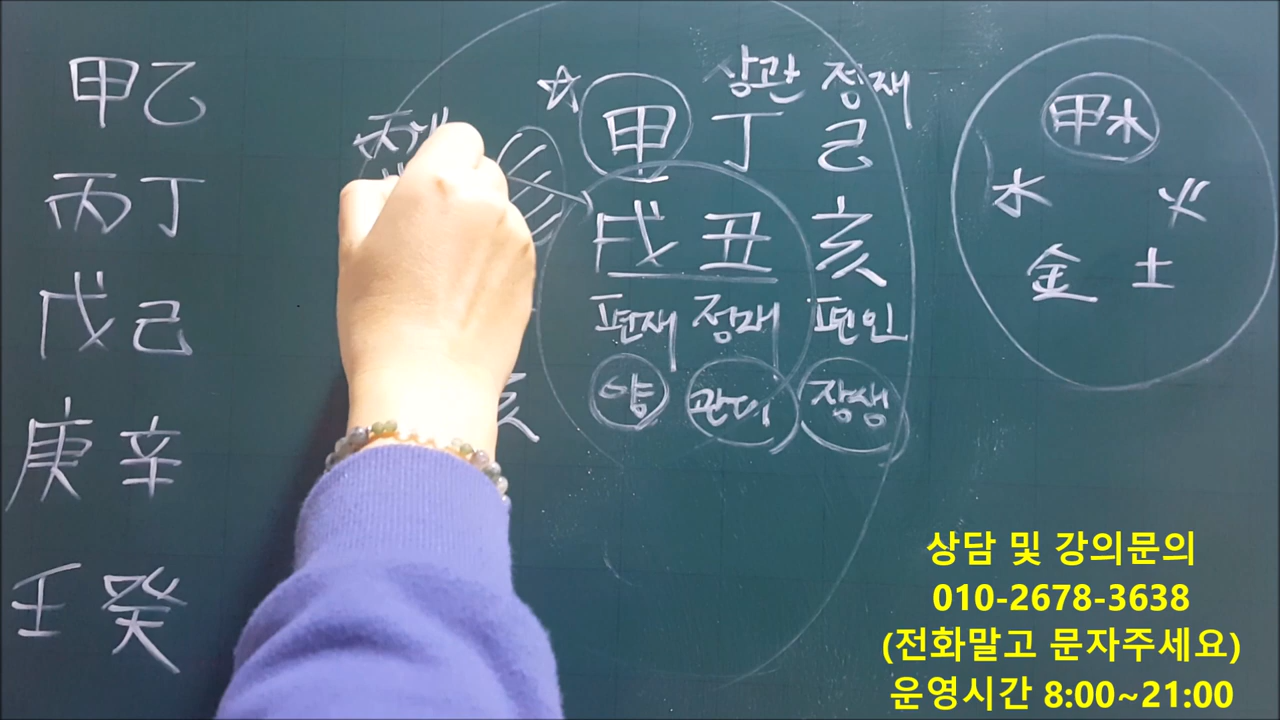 甲乙
丙丁
戊己
庚辛
壬癸
상관 정재
甲丁己
戌丑亥
편재 정재 편인
양 관대 장생
丙
亥
甲木
水 火
金 土
상담 및 강의문의
010-2678-3638
(전화말고 문자주세요)
운영시간 8:00~21:00